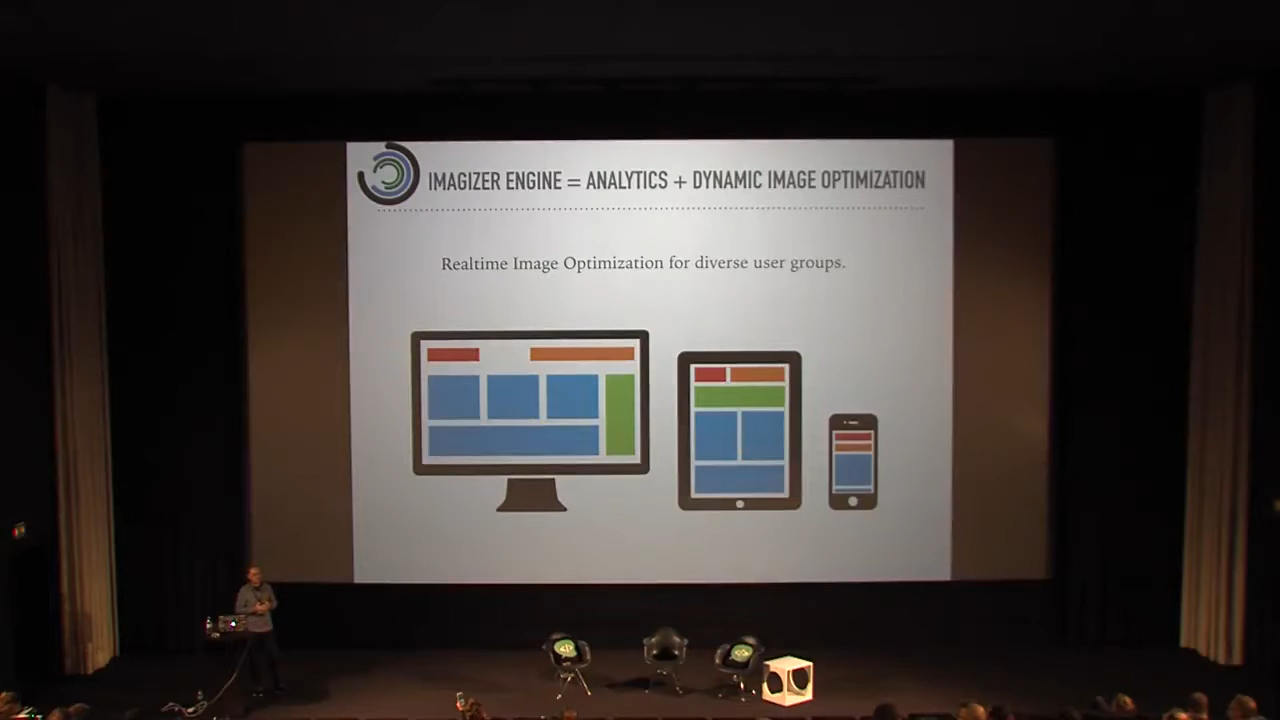 IMAGIZER ENGINE = ANALYTICS + DYNAMIC IMAGE OPTIMIZATION
Realtime Image Optimization for diverse user groups.